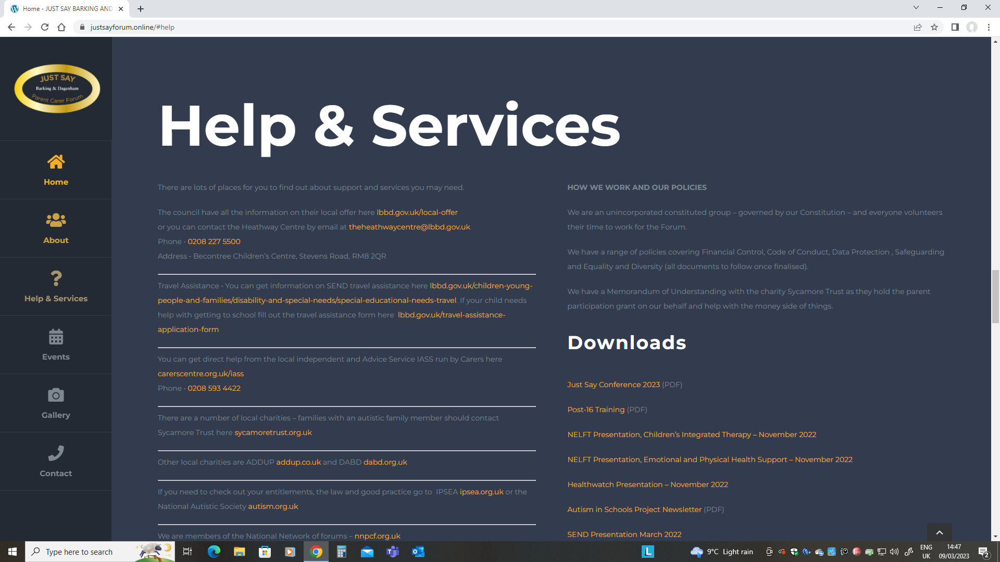 Home - JUST SAY BARKING AND
justsayforum.online/#help
JUST SAY
Barking & Dagenham
Parent Carer Forum
Home
About
Help & Services
Events
Gallery
Contact
Help & Services
There are lots of places for you to find out about support and services you may need.
The council have all the information on their local offer here lbbd.gov.uk/local-offer
or you can contact the Heathway Centre by email at theheathwaycentre@lbbd.gov.uk
Phone • 0208 227 5500
Address • Becontree Children's Centre, Stevens Road, RM8 2QR
Travel Assistance • You can get information on SEND travel assistance here lbbd.gov.uk/children-young-
people-and-families/disability-and-special-needs/special-educational-needs-travel. If your child needs
help with getting to school fill out the travel assistance form here lbbd.gov.uk/travel-assistance-
application-form
You can get direct help from the local independent and Advice Service IASS run by Carers here
carerscentre.org.uk/iass
Phone • 0208 593 4422
There are a number of local charities – families with an autistic family member should contact
Sycamore Trust here sycamoretrust.org.uk
Other local charities are ADDUP addup.co.uk and DABD dabd.org.uk
If you need to check out your entitlements, the law and good practice go to IPSEA ipsea.org.uk or the
National Autistic Society autism.org.uk
We are members of the National Network of forums – nnpcf.org.uk
HOW WE WORK AND OUR POLICIES
We are an unincorporated constituted group – governed by our Constitution – and everyone volunteers
their time to work for the Forum.
We have a range of policies covering Financial Control, Code of Conduct, Data Protection , Safeguarding
and Equality and Diversity (all documents to follow once finalised).
We have a Memorandum of Understanding with the charity Sycamore Trust as they hold the parent
participation grant on our behalf and help with the money side of things.
Downloads
Just Say Conference 2023 (PDF)
Post-16 Training (PDF)
NELFT Presentation, Children's Integrated Therapy – November 2022
NELFT Presentation, Emotional and Physical Health Support – November 2022
Healthwatch Presentation – November 2022
Autism in Schools Project Newsletter (PDF)
SEND Presentation March 2022
Type here to search
L
9°C Light rain
ENG
UK
14:47
09/03/2023
2